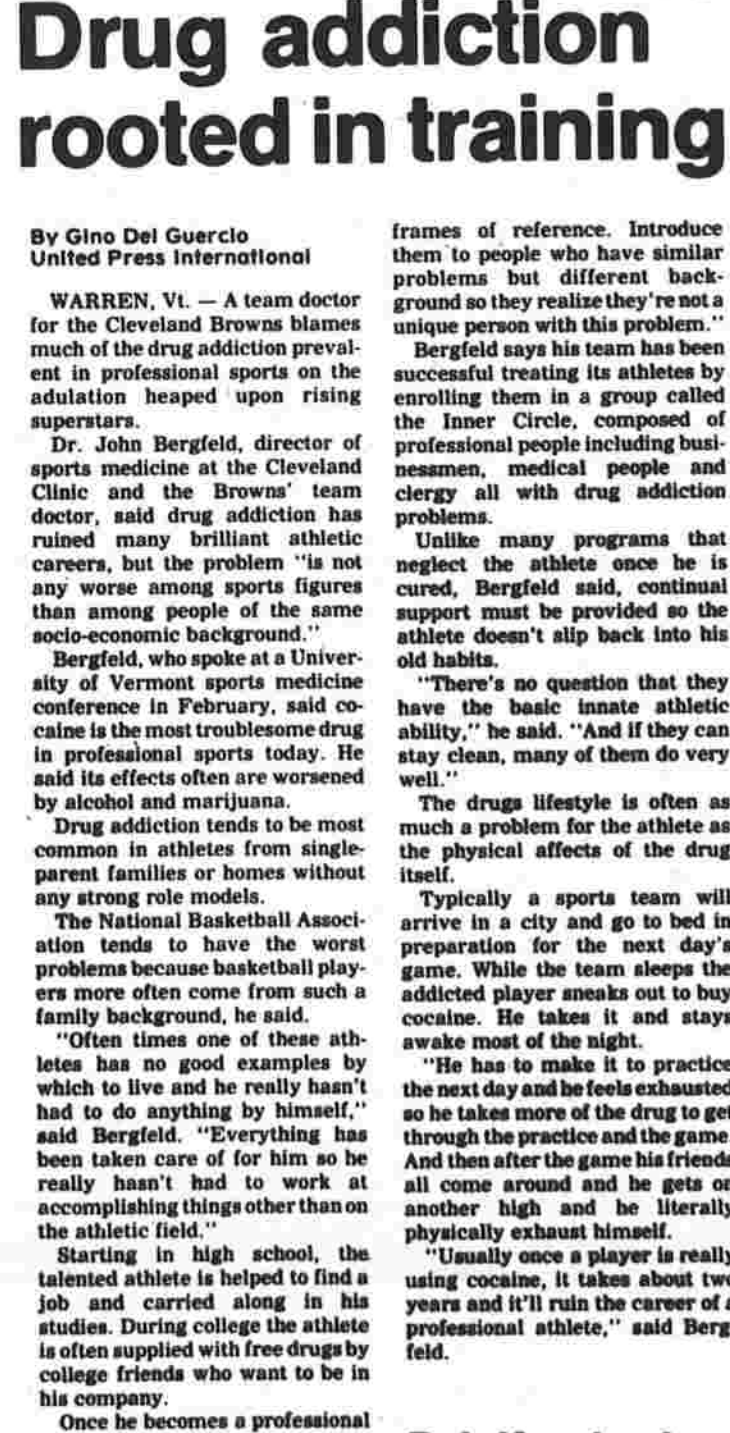 Drug addiction
rooted in training
By Gino Del Guercio
United Press International
WARREN, Vt. — A team doctor
for the Cleveland Browns blames
much of the drug addiction preval-
ent in professional sports on the
adulation heaped upon rising
superstars.
Dr. John Bergfeld, director of
sports medicine at the Cleveland
Clinic and the Browns' team
doctor, said drug addiction has
ruined many brilliant athletic
careers, but the problem "is not
any worse among sports figures
than among people of the same
socio-economic background."
Bergfeld, who spoke at a Univer-
sity of Vermont sports medicine
conference in February, said co-
caine is the most troublesome drug
in professional sports today. He
said its effects often are worsened
by alcohol and marijuana.
Drug addiction tends to be most
common in athletes from single-
parent families or homes without
any strong role models.
The National Basketball Associ-
ation tends to have the worst
problems because basketball play-
ers more often come from such a
family background, he said.
"Often times one of these ath-
letes has no good examples by
which to live and he really hasn't
had to do anything by himself,"
said Bergfeld. "Everything has
been taken care of for him so he
really hasn't had to work at
accomplishing things other than on
the athletic field."
Starting in high school, the
talented athlete is helped to find a
job and carried along in his
studies. During college the athlete
is often supplied with free drugs by
college friends who want to be in
his company.
Once he becomes a professional
frames of reference. Introduce
them to people who have similar
problems but different back-
ground so they realize they're not a
unique person with this problem."
Bergfeld says his team has been
successful treating its athletes by
enrolling them in a group called
the Inner Circle, composed of
professional people including busi-
nessmen, medical people and
clergy all with drug addiction
problems.
Unlike many programs that
neglect the athlete once he is
cured, Bergfeld said, continual
support must be provided so the
athlete doesn't slip back into his
old habits.
"There's no question that they
have the basic innate athletic
ability," he said. "And if they can
stay clean, many of them do very
well."
The drugs lifestyle is often as
much a problem for the athlete as
the physical affects of the drug
itself.
Typically a sports team will
arrive in a city and go to bed in
preparation for the next day's
game. While the team sleeps the
addicted player sneaks out to buy
cocaine. He takes it and stays
awake most of the night.
"He has to make it to practice
the next day and he feels exhausted
so he takes more of the drug to get
through the practice and the game.
And then after the game his friends
all come around and he gets on
another high and he literally
physically exhaust himself.
"Usually once a player is really
using cocaine, it takes about two
years and it'll ruin the career of a
professional athlete," said Berg
feld.